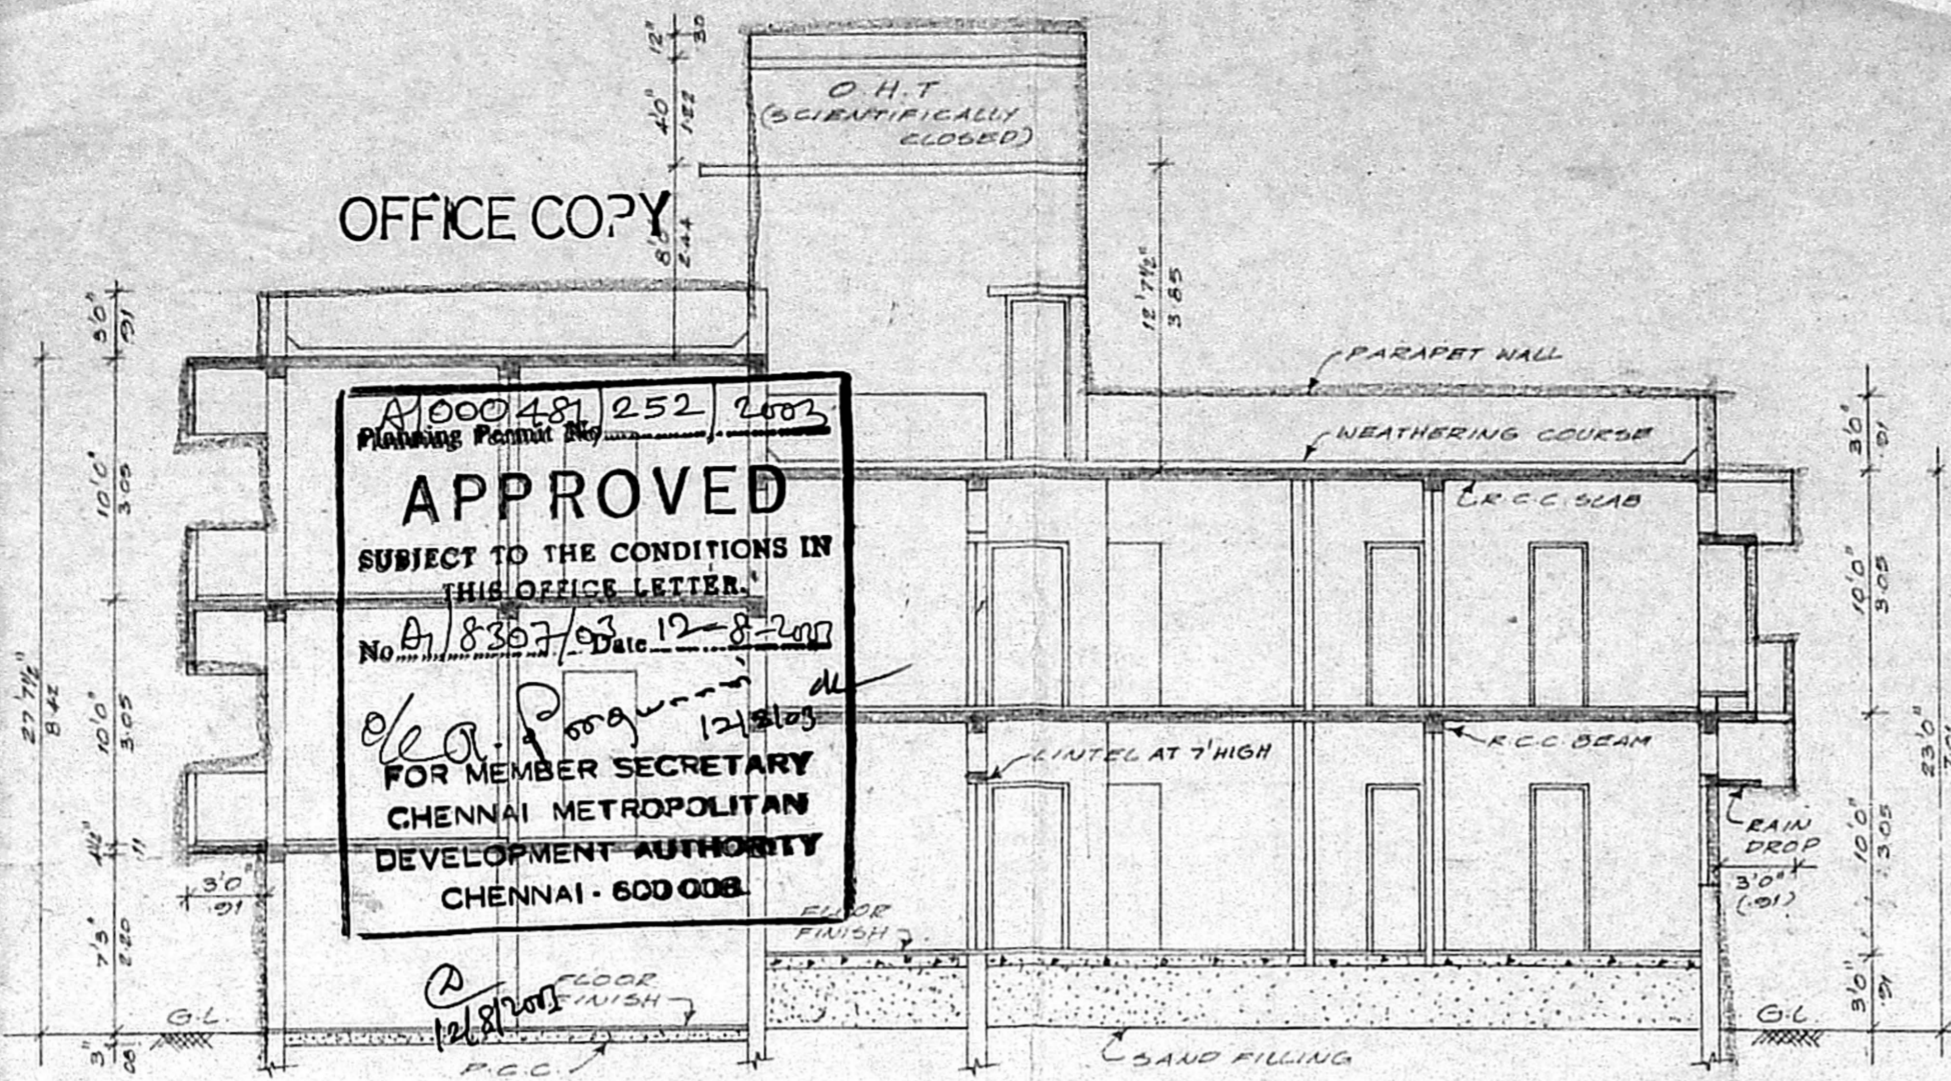 12"
30
4'0"
1.22
O.H.T
(SCIENTIFICALLY
CLOSED)
OFFICE COPY
8'0"
2.44
12'7½"
3.85
3'0"
.91
PARAPET WALL
WEATHERING COURSE
R.C.C. SLAB
3'0"
.91
10'0"
3.05
10'0"
3.05
27'7½"
8.42
10'0"
3.05
4½"
.11
7'3"
2.20
3"
.08
3'0"
.91
G.L.
A/000481/252/2003
Planning Permit No
APPROVED
SUBJECT TO THE CONDITIONS IN
THIS OFFICE LETTER.
No A1/8307/03 Date 12-8-2003
12/8/03
FOR MEMBER SECRETARY
CHENNAI METROPOLITAN
DEVELOPMENT AUTHORITY
CHENNAI - 600 008.
12/8/2003
FLOOR
FINISH
P.C.C.
FLOOR
FINISH
LINTEL AT 7' HIGH
R.C.C. BEAM
RAIN
DROP
3'0"
(.91)
10'0"
3.05
23'0"
3'0"
.91
G.L
SAND FILLING